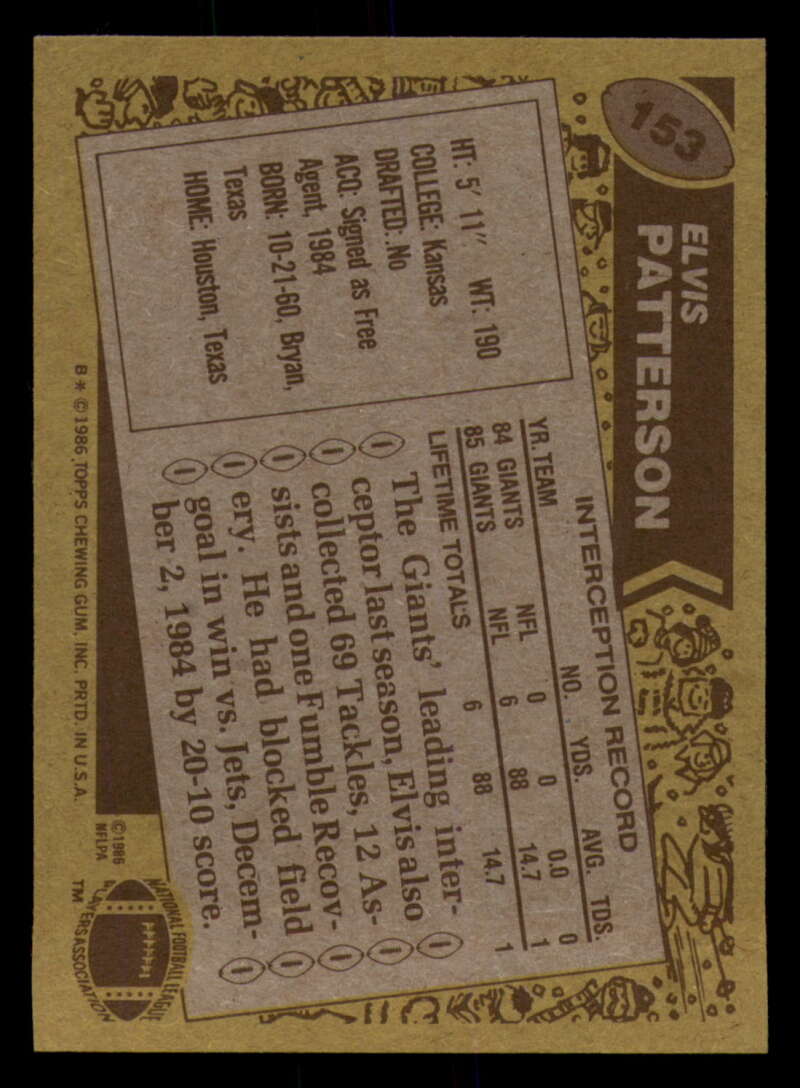 153
ELVIS
PATTERSON
HT: 5' 11" WT: 190
COLLEGE: Kansas
DRAFTED: No
ACQ: Signed as Free
Agent, 1984
BORN: 10-21-60, Bryan,
Texas
HOME: Houston, Texas
INTERCEPTION RECORD
YR. TEAM NO. YDS. AVG. TDS.
84 GIANTS NFL 0 0 0.0 0
85 GIANTS NFL 6 88 14.7 1
LIFETIME TOTALS 6 88 14.7 1
The Giants' leading inter-
ceptor last season, Elvis also
collected 69 Tackles, 12 As-
sists and one Fumble Recov-
ery. He had blocked field
goal in win vs. Jets, Decem-
ber 2, 1984 by 20-10 score.
B * © 1986 TOPPS CHEWING GUM, INC. PRTD. IN U.S.A.
© 1986
NFLPA
NATIONAL FOOTBALL LEAGUE
PLAYERS ASSOCIATION
TM